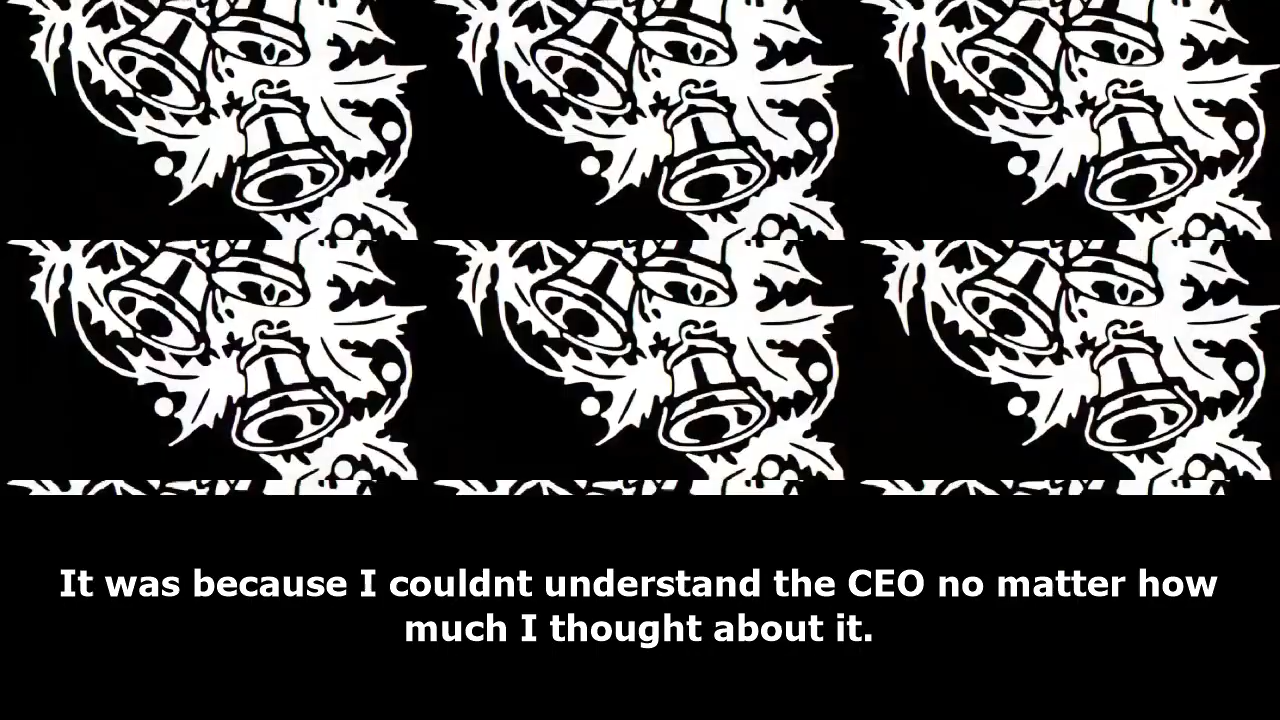 It was because I couldnt understand the CEO no matter how
much I thought about it.